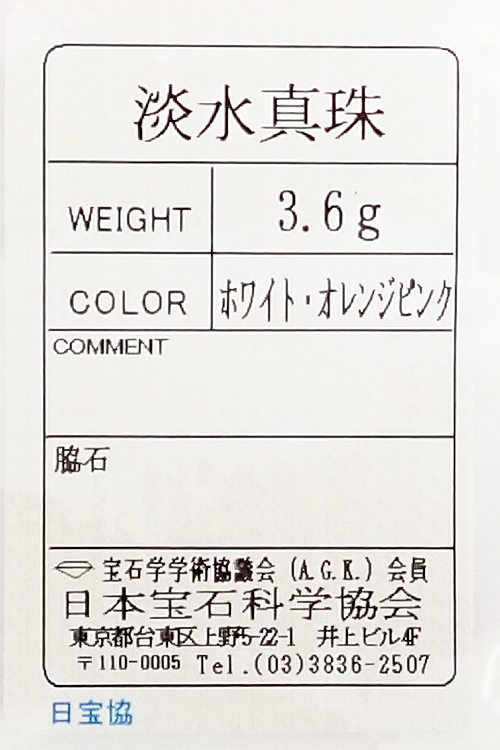 淡水真珠
WEIGHT 3.6g
COLOR ホワイト・オレンジピンク
COMMENT
脇石
宝石学学術協議会(A.G.K.)会員
日本宝石科学協会
東京都台東区上野5-22-1 井上ビル4F
〒110-0005 Tel.(03)3836-2507
日宝協